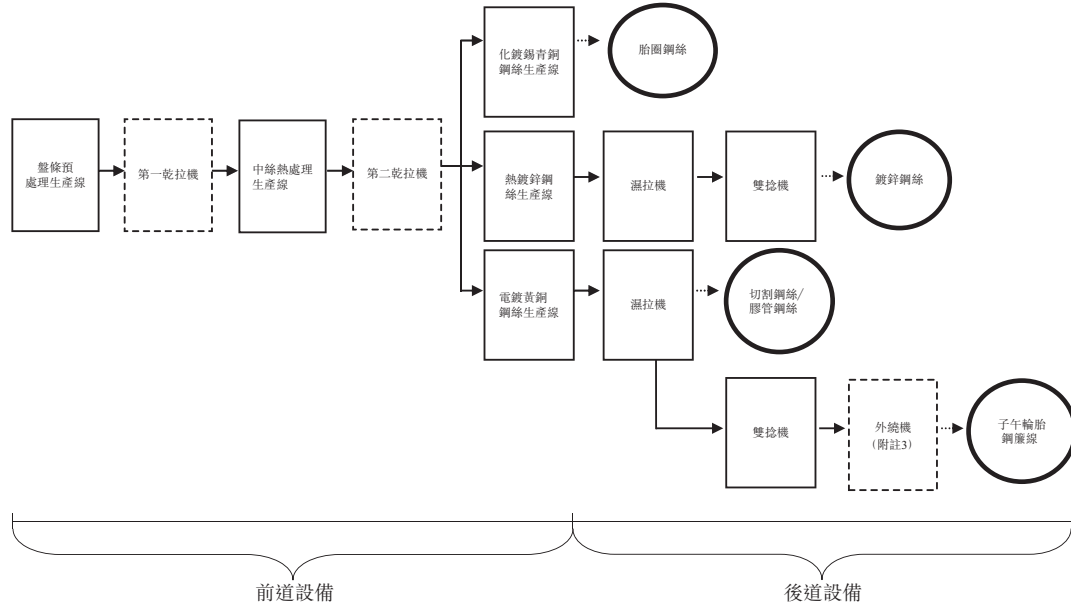 化鍍錫青銅
鋼絲生產線
胎圈鋼絲
盤條預
處理生產線
第一乾拉機
中絲熱處理
生產線
第二乾拉機
熱鍍鋅鋼
絲生產線
濕拉機
雙捻機
鍍鋅鋼絲
電鍍黃銅
鋼絲生產線
濕拉機
切割鋼絲/
膠管鋼絲
雙捻機
外繞機
(附註3)
子午輪胎
鋼簾線
前道設備
後道設備